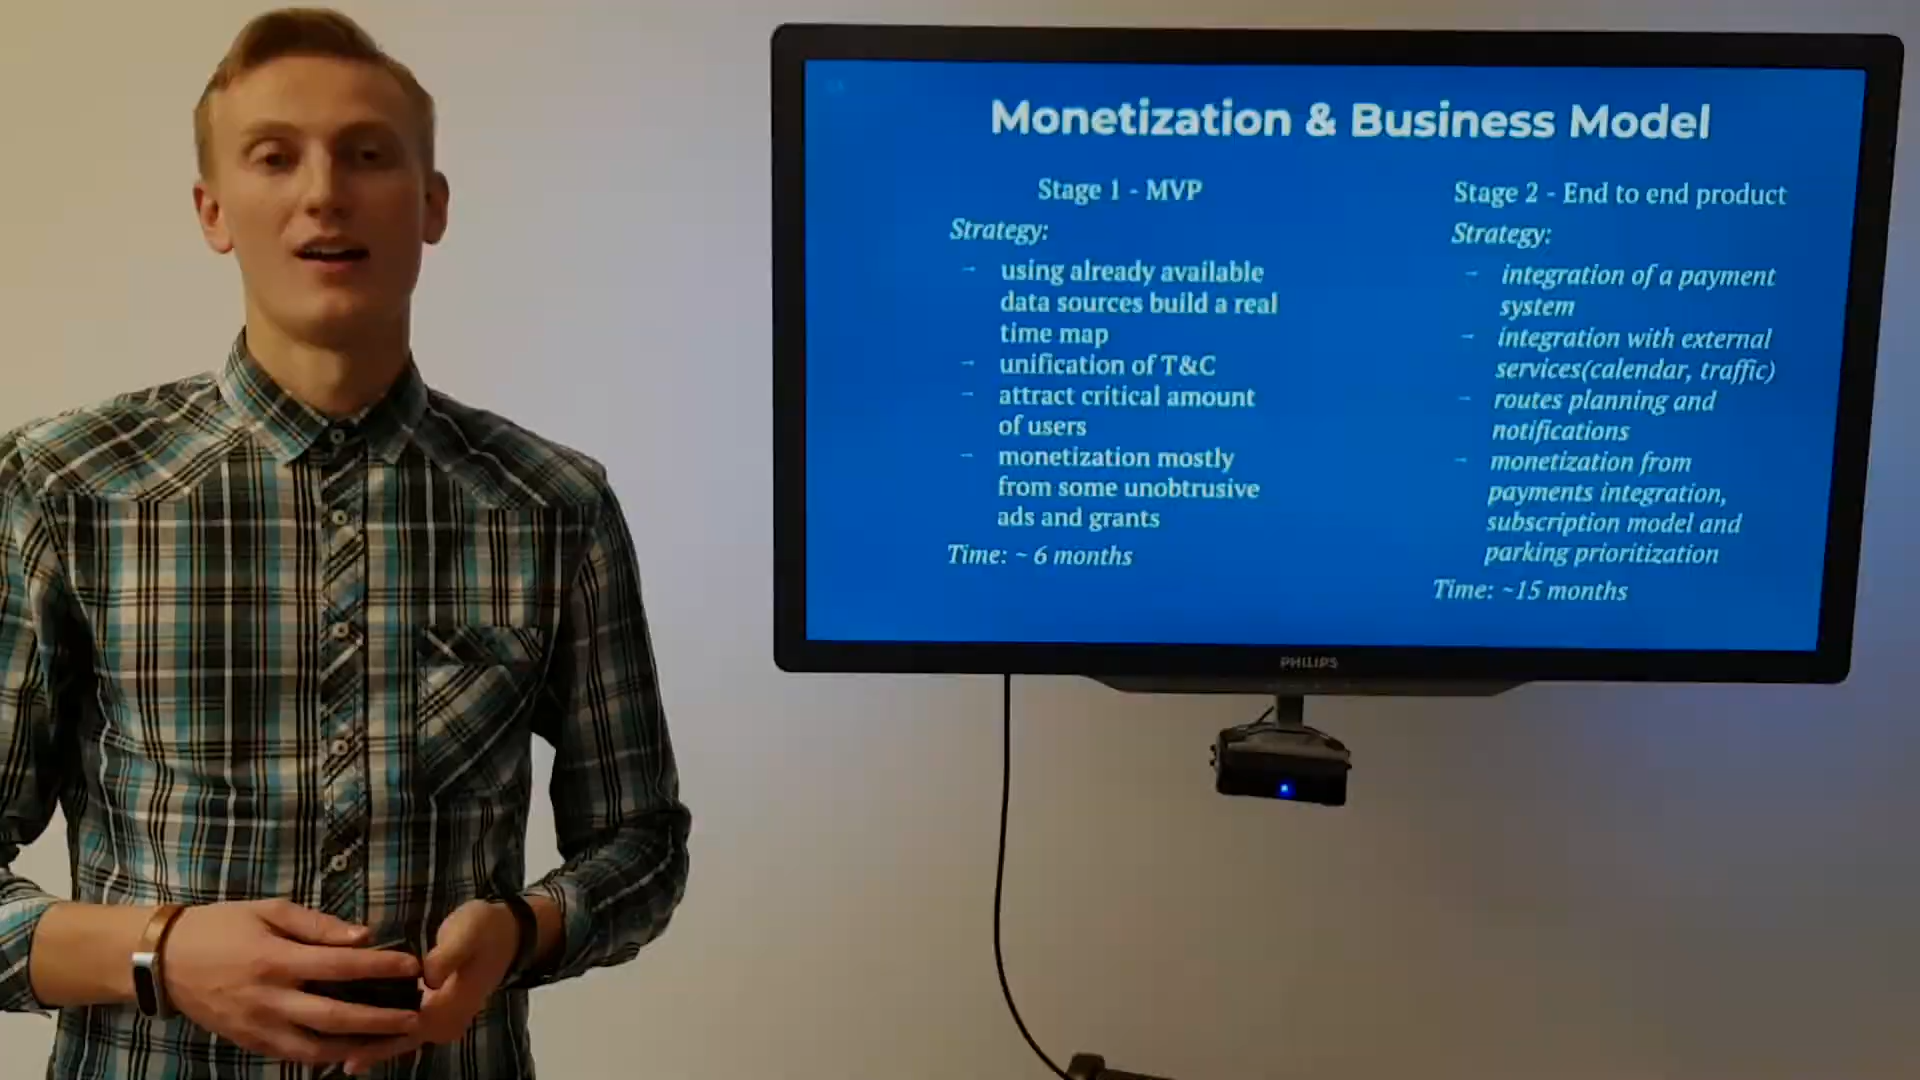 Monetization & Business Model
Stage 1 - MVP
Strategy:
- using already available
data sources build a real
time map
- unification of T&C
- attract critical amount
of users
- monetization mostly
from some unobtrusive
ads and grants
Time: ~ 6 months
Stage 2 - End to end product
Strategy:
- integration of a payment
system
- integration with external
services(calendar, traffic)
- routes planning and
notifications
- monetization from
payments integration,
subscription model and
parking prioritization
Time: ~15 months
PHILIPS